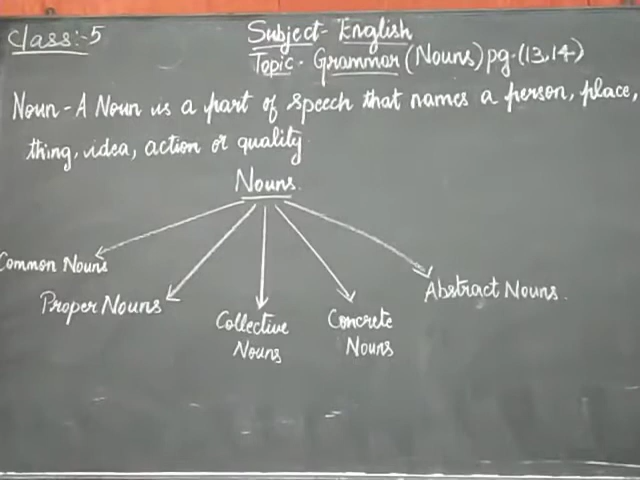 Class:-5
Subject- English
Topic- Grammar (Nouns) pg.(13,14)
Noun - A Noun is a part of speech that names a person, place,
thing, idea, action or quality.
Nouns.
Common Nouns
Proper Nouns
Collective
Nouns
Concrete
Nouns
Abstract Nouns.